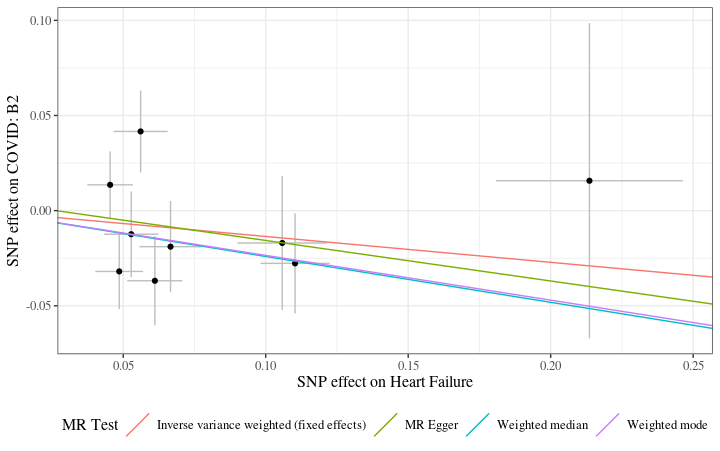 0.10
0.05
0.00
-0.05
SNP effect on COVID: B2
0.05 0.10 0.15 0.20 0.25
SNP effect on Heart Failure
MR Test Inverse variance weighted (fixed effects) MR Egger Weighted median Weighted mode